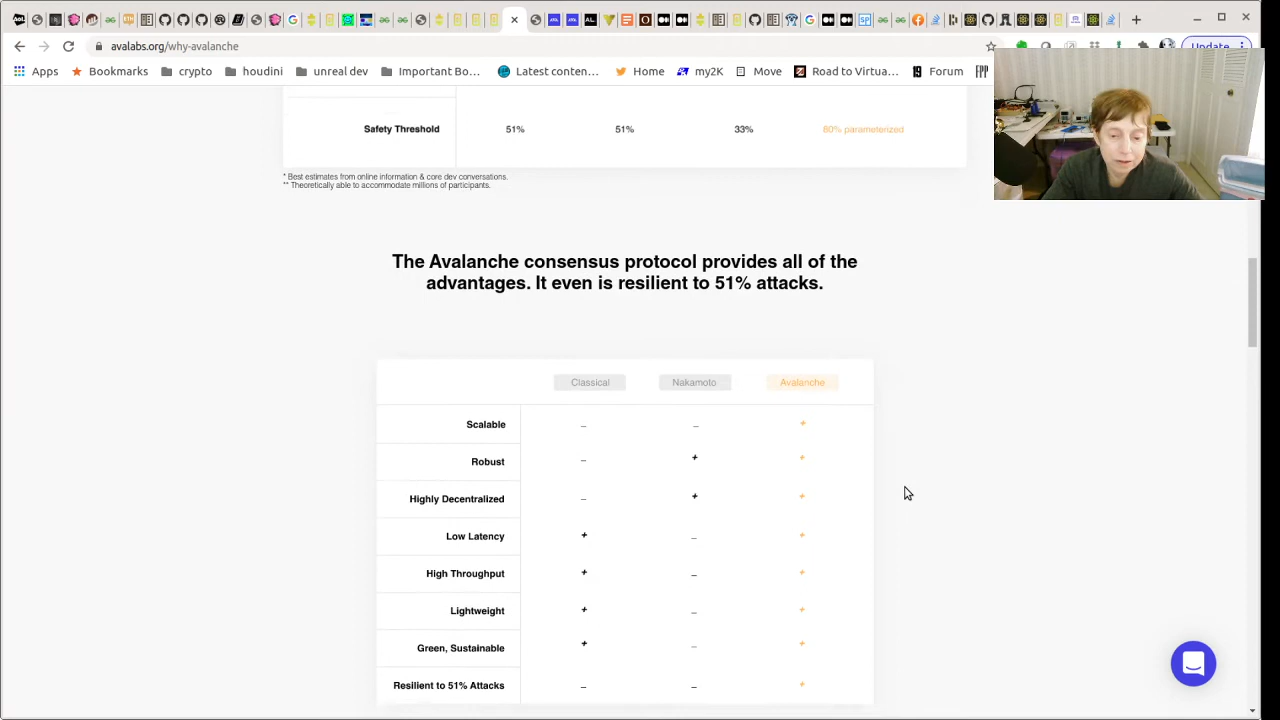 avalabs.org/why-avalanche
Update
Apps
Bookmarks
crypto
houdini
unreal dev
Important Bo...
Latest conten...
Home
my2K
Move
Road to Virtua...
Forum
Safety Threshold 51% 51% 33% 80% parameterized
* Best estimates from online information & core dev conversations.
** Theoretically able to accommodate millions of participants.
The Avalanche consensus protocol provides all of the
advantages. It even is resilient to 51% attacks.
Classical Nakamoto Avalanche
Scalable – – +
Robust – + +
Highly Decentralized – + +
Low Latency + – +
High Throughput + – +
Lightweight + – +
Green, Sustainable + – +
Resilient to 51% Attacks – – +